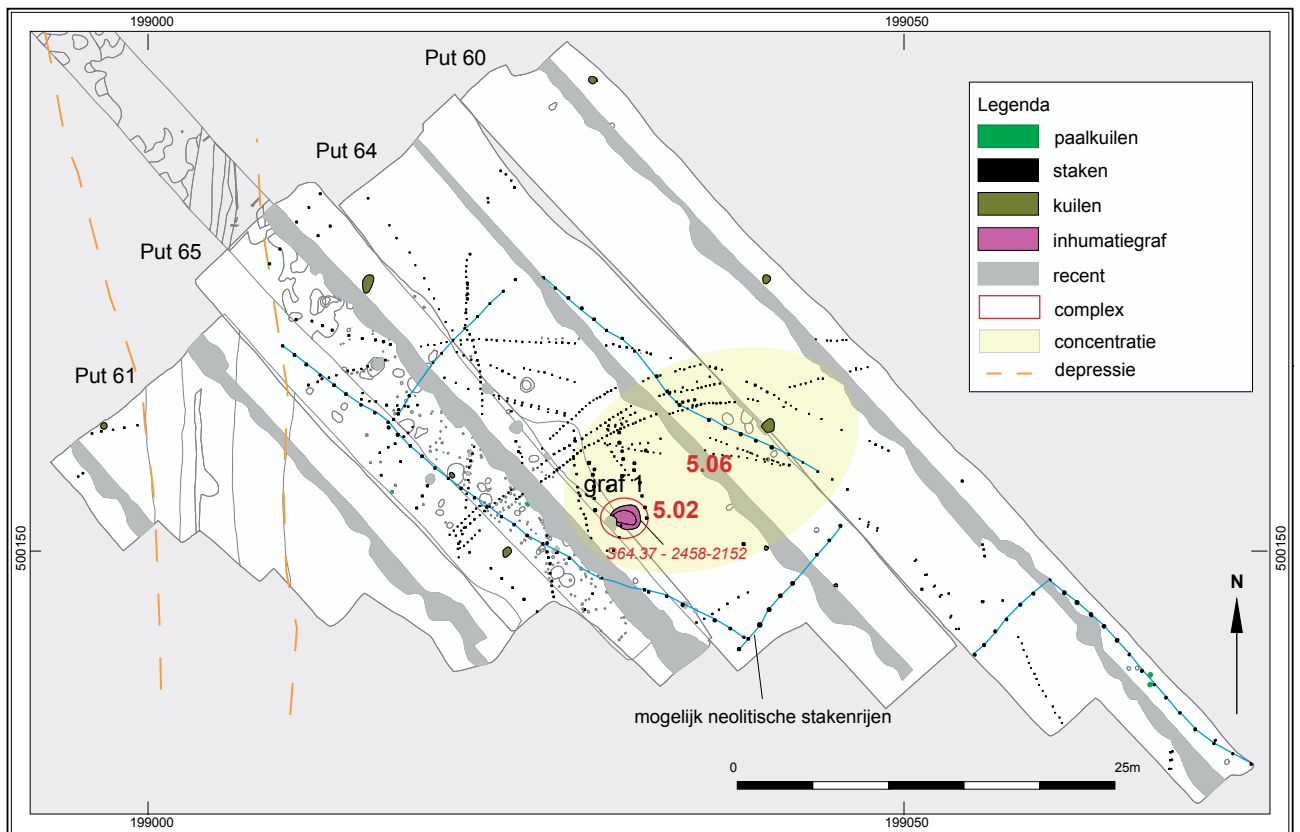 199000
199050
Put 60
Put 64
Put 65
Put 61
Legenda
paalkuilen
staken
kuilen
inhumatiegraf
recent
complex
concentratie
depressie
5.06
graf 1
5.02
S64.37 - 2458-2152
500150
500150
N
mogelijk neolitische stakenrijen
0
25m
199000
199050